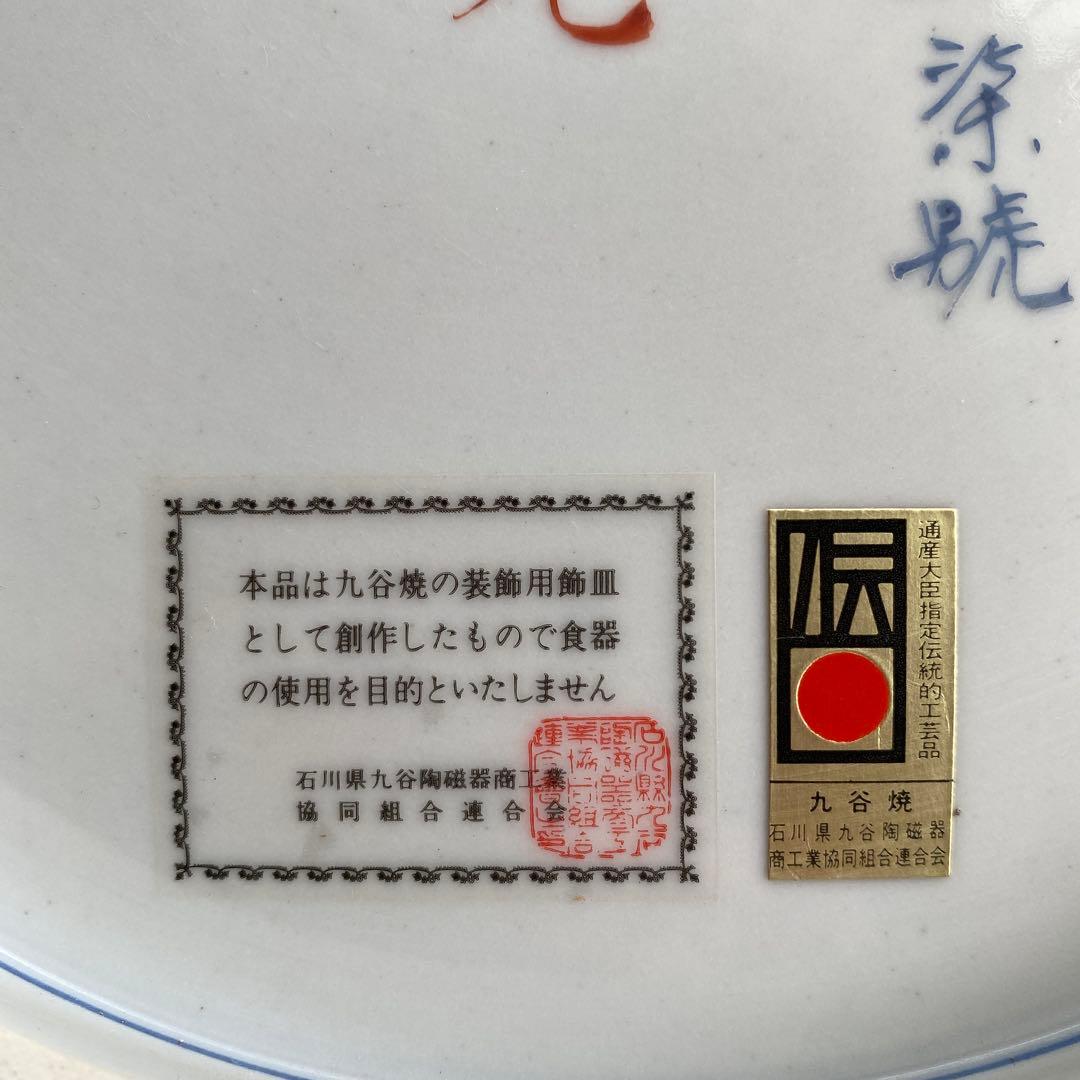 本品は九谷焼の装飾用飾皿
として創作したもので食器
の使用を目的といたしません
石川県九谷陶磁器商工業
協同組合連合会
伝
通産大臣指定伝統的工芸品
九谷焼
石川県九谷陶磁器
商工業協同組合連合会